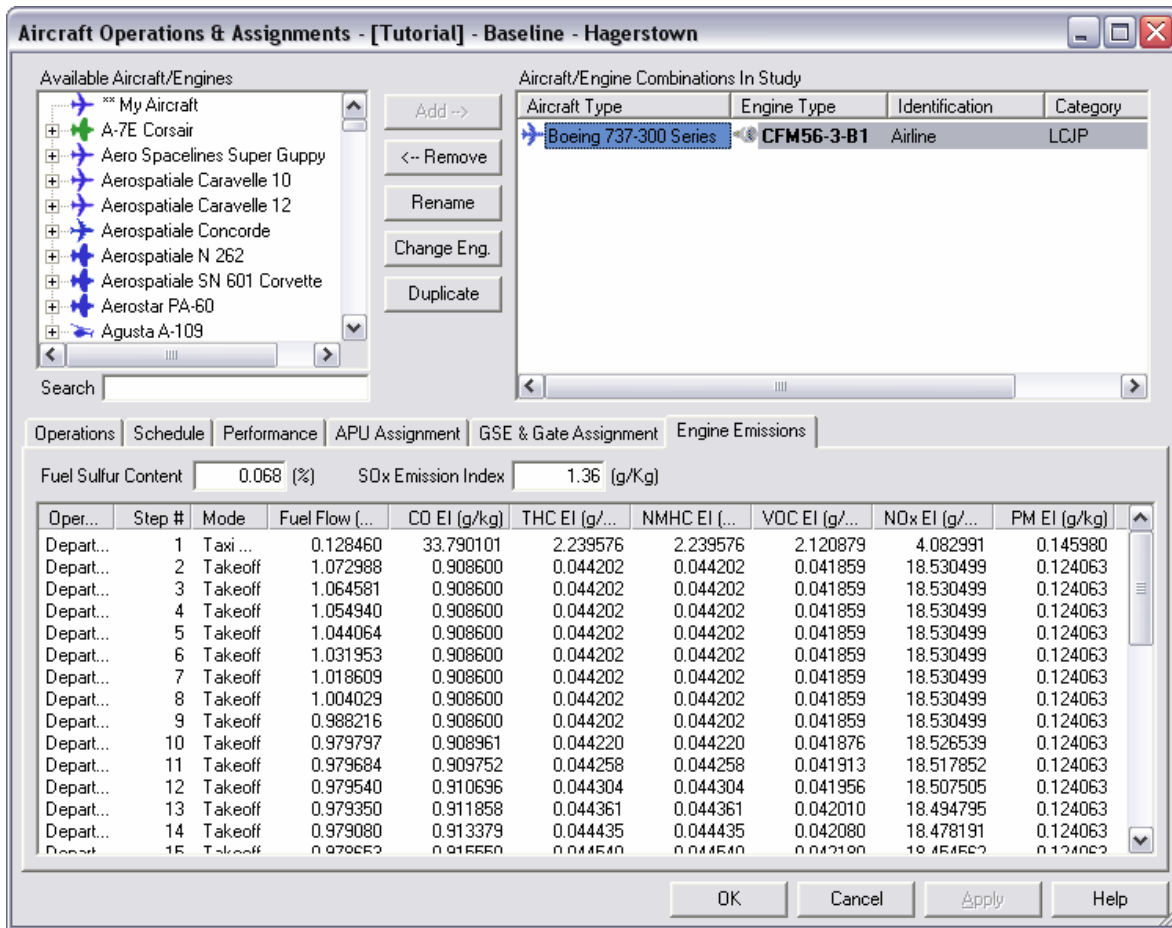 Aircraft Operations & Assignments - [Tutorial] - Baseline - Hagerstown
Available Aircraft/Engines
** My Aircraft
A-7E Corsair
Aero Spacelines Super Guppy
Aerospatiale Caravelle 10
Aerospatiale Caravelle 12
Aerospatiale Concorde
Aerospatiale N 262
Aerospatiale SN 601 Corvette
Aerostar PA-60
Agusta A-109
Search
Add -->
<-- Remove
Rename
Change Eng.
Duplicate
Aircraft/Engine Combinations In Study
Aircraft Type Engine Type Identification Category
Boeing 737-300 Series CFM56-3-B1 Airline LCJP
Operations Schedule Performance APU Assignment GSE & Gate Assignment Engine Emissions
Fuel Sulfur Content 0.068 (%) SOx Emission Index 1.36 (g/Kg)
Oper... Step # Mode Fuel Flow (... CO EI (g/kg) THC EI (g/... NMHC EI (... VOC EI (g/... NOx EI (g/... PM EI (g/kg)
Depart... 1 Taxi ... 0.128460 33.790101 2.239576 2.239576 2.120879 4.082991 0.145980
Depart... 2 Takeoff 1.072988 0.908600 0.044202 0.044202 0.041859 18.530499 0.124063
Depart... 3 Takeoff 1.064581 0.908600 0.044202 0.044202 0.041859 18.530499 0.124063
Depart... 4 Takeoff 1.054940 0.908600 0.044202 0.044202 0.041859 18.530499 0.124063
Depart... 5 Takeoff 1.044064 0.908600 0.044202 0.044202 0.041859 18.530499 0.124063
Depart... 6 Takeoff 1.031953 0.908600 0.044202 0.044202 0.041859 18.530499 0.124063
Depart... 7 Takeoff 1.018609 0.908600 0.044202 0.044202 0.041859 18.530499 0.124063
Depart... 8 Takeoff 1.004029 0.908600 0.044202 0.044202 0.041859 18.530499 0.124063
Depart... 9 Takeoff 0.988216 0.908600 0.044202 0.044202 0.041859 18.530499 0.124063
Depart... 10 Takeoff 0.979797 0.908961 0.044220 0.044220 0.041876 18.526539 0.124063
Depart... 11 Takeoff 0.979684 0.909752 0.044258 0.044258 0.041913 18.517852 0.124063
Depart... 12 Takeoff 0.979540 0.910696 0.044304 0.044304 0.041956 18.507505 0.124063
Depart... 13 Takeoff 0.979350 0.911858 0.044361 0.044361 0.042010 18.494795 0.124063
Depart... 14 Takeoff 0.979080 0.913379 0.044435 0.044435 0.042080 18.478191 0.124063
Depart... 15 Takeoff 0.978653 0.915550 0.044540 0.044540 0.042180 18.454562 0.124063
OK Cancel Apply Help